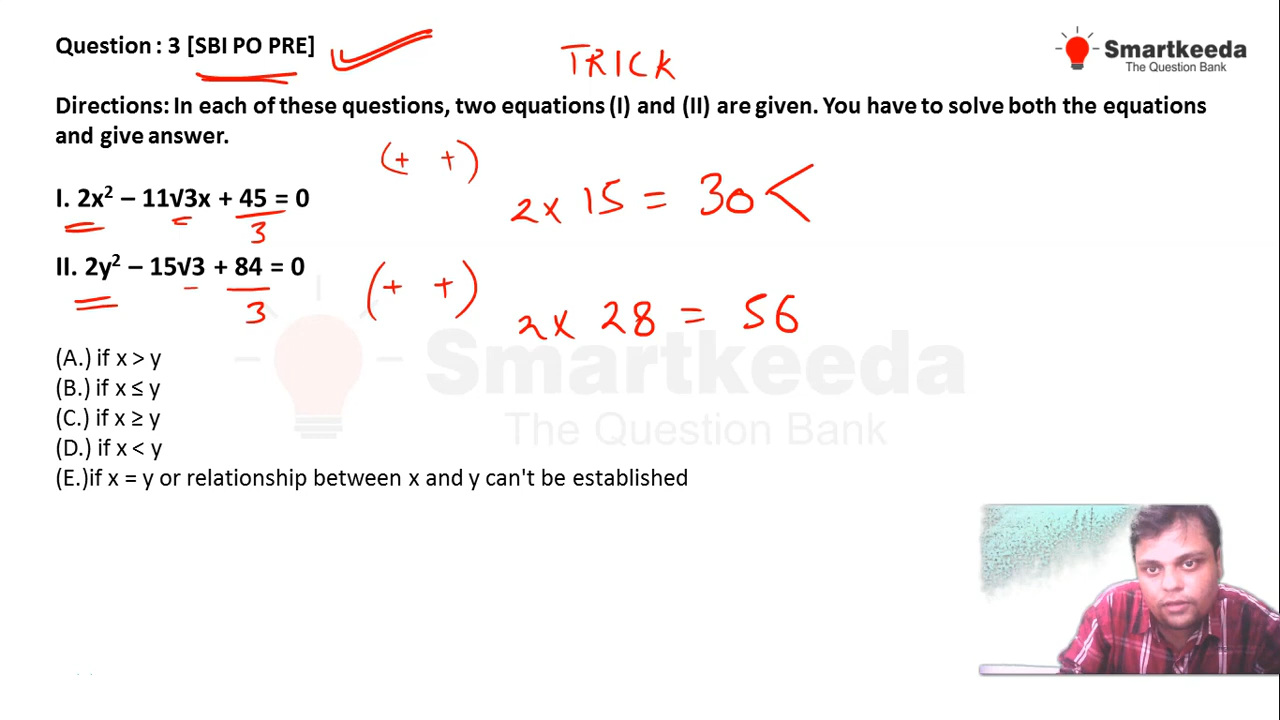 Question : 3 [SBI PO PRE]
TRICK
Smartkeeda
The Question Bank
Directions: In each of these questions, two equations (I) and (II) are given. You have to solve both the equations
and give answer.
(+ +)
I. 2x² – 11√3x + 45 = 0
3
2 x 15 = 30 <
II. 2y² – 15√3 + 84 = 0
3
(+ +)
2 x 28 = 56
(A.) if x > y
(B.) if x ≤ y
(C.) if x ≥ y
(D.) if x < y
(E.)if x = y or relationship between x and y can't be established
Smartkeeda
The Question Bank